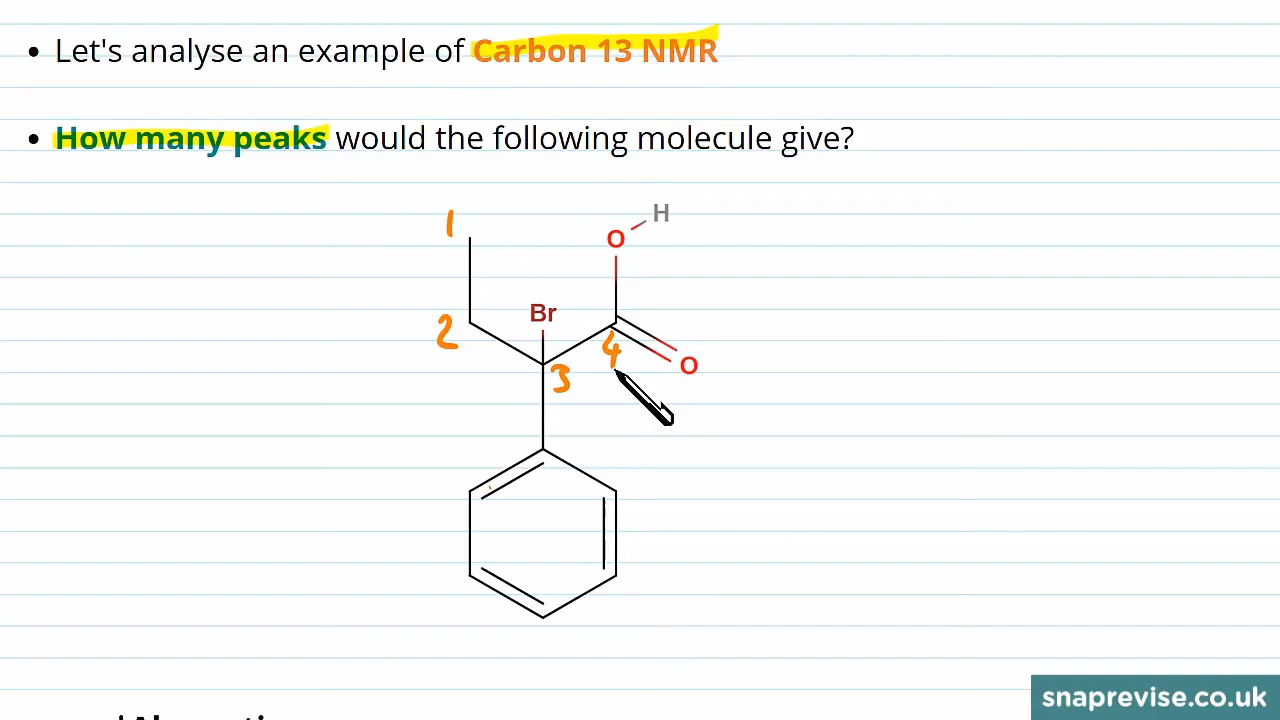 • Let's analyse an example of Carbon 13 NMR
• How many peaks would the following molecule give?
1
H
O
Br
2
4
O
3
snaprevise.co.uk